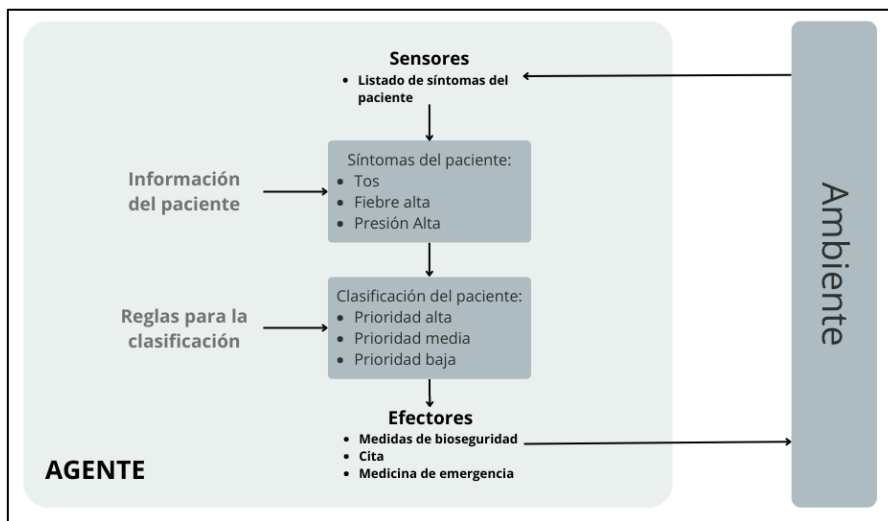 Sensores
• Listado de síntomas del
paciente
Información
del paciente
Síntomas del paciente:
• Tos
• Fiebre alta
• Presión Alta
Reglas para la
clasificación
Clasificación del paciente:
• Prioridad alta
• Prioridad media
• Prioridad baja
Efectores
• Medidas de bioseguridad
• Cita
• Medicina de emergencia
AGENTE
Ambiente